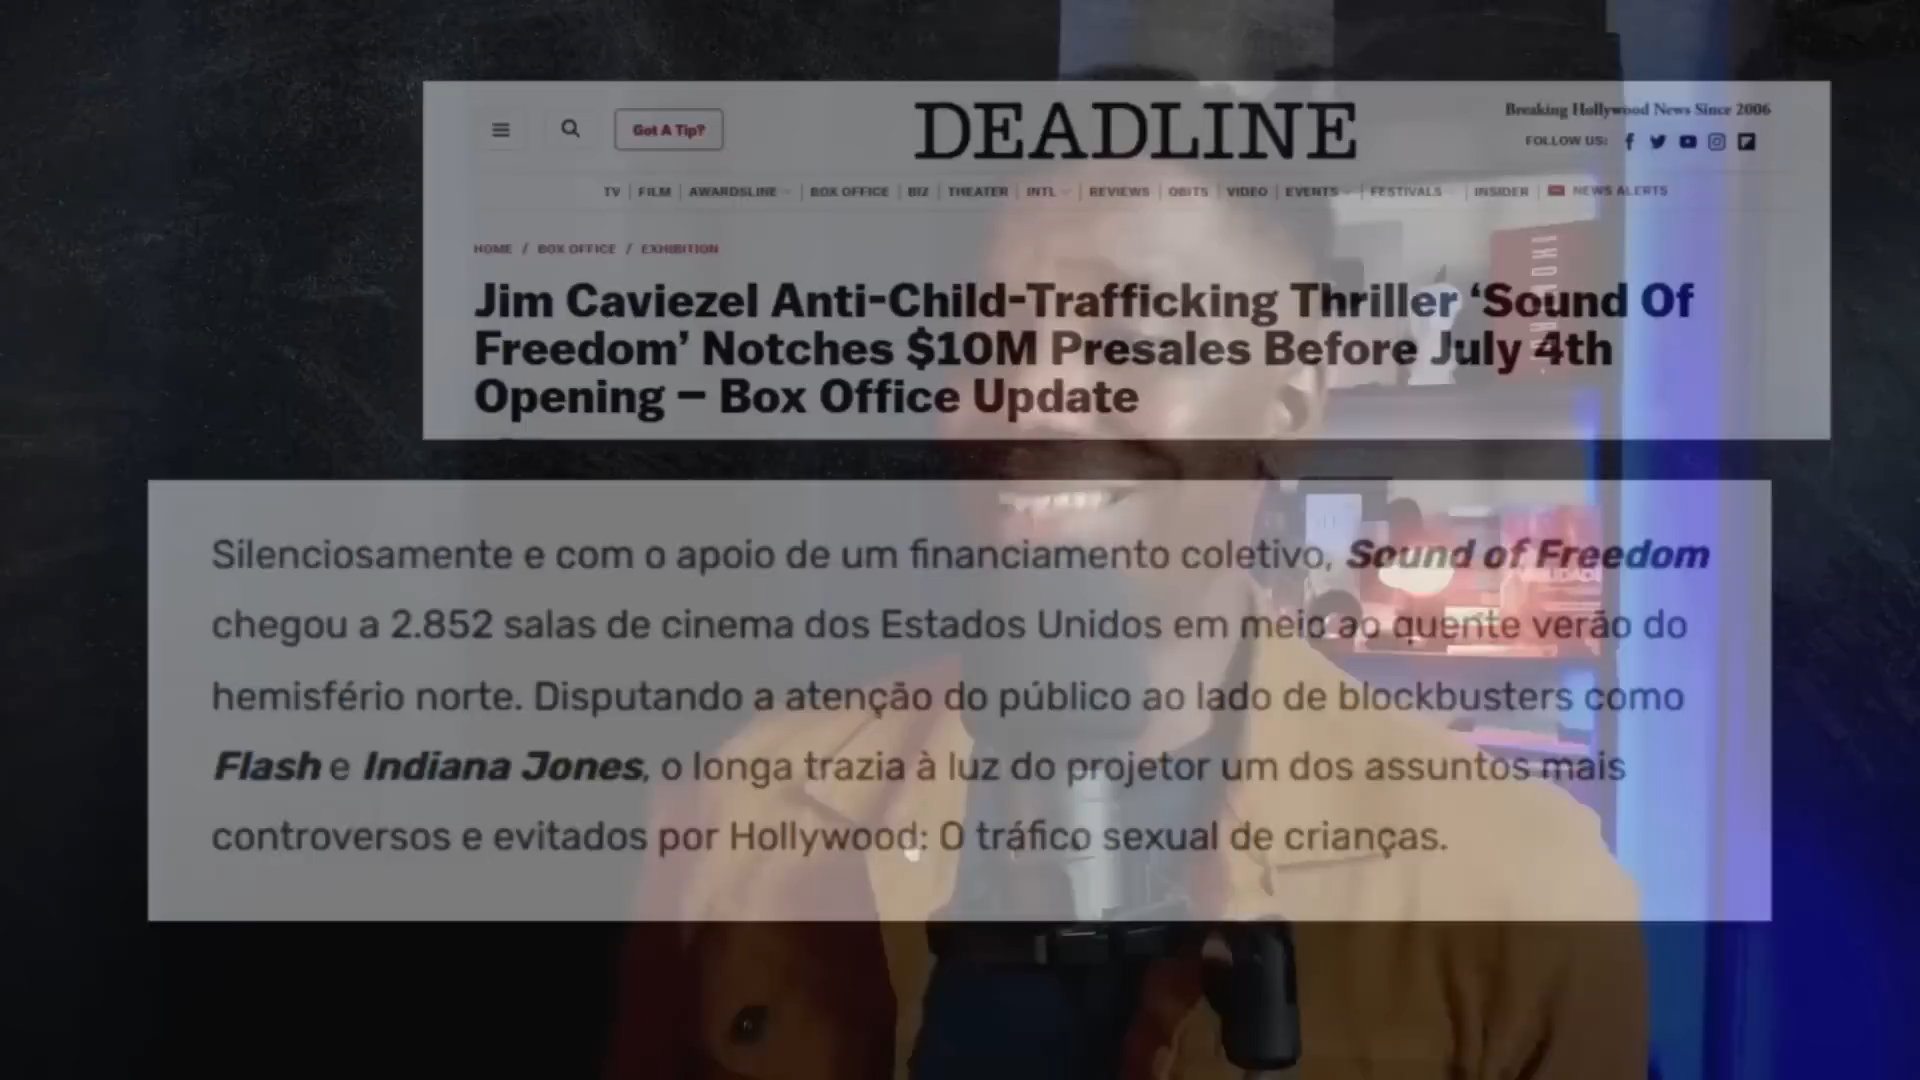 Got A Tip?
DEADLINE
Breaking Hollywood News Since 2006
FOLLOW US:
TV | FILM | AWARDSLINE | BOX OFFICE | BIZ | THEATER | INTL | REVIEWS | OBITS | VIDEO | EVENTS | FESTIVALS | INSIDER | NEWS ALERTS
HOME / BOX OFFICE / EXHIBITION
Jim Caviezel Anti-Child-Trafficking Thriller ‘Sound Of
Freedom’ Notches $10M Presales Before July 4th
Opening – Box Office Update
Silenciosamente e com o apoio de um financiamento coletivo, Sound of Freedom
chegou a 2.852 salas de cinema dos Estados Unidos em meio ao quente verão do
hemisfério norte. Disputando a atenção do público ao lado de blockbusters como
Flash e Indiana Jones, o longa trazia à luz do projetor um dos assuntos mais
controversos e evitados por Hollywood: O tráfico sexual de crianças.